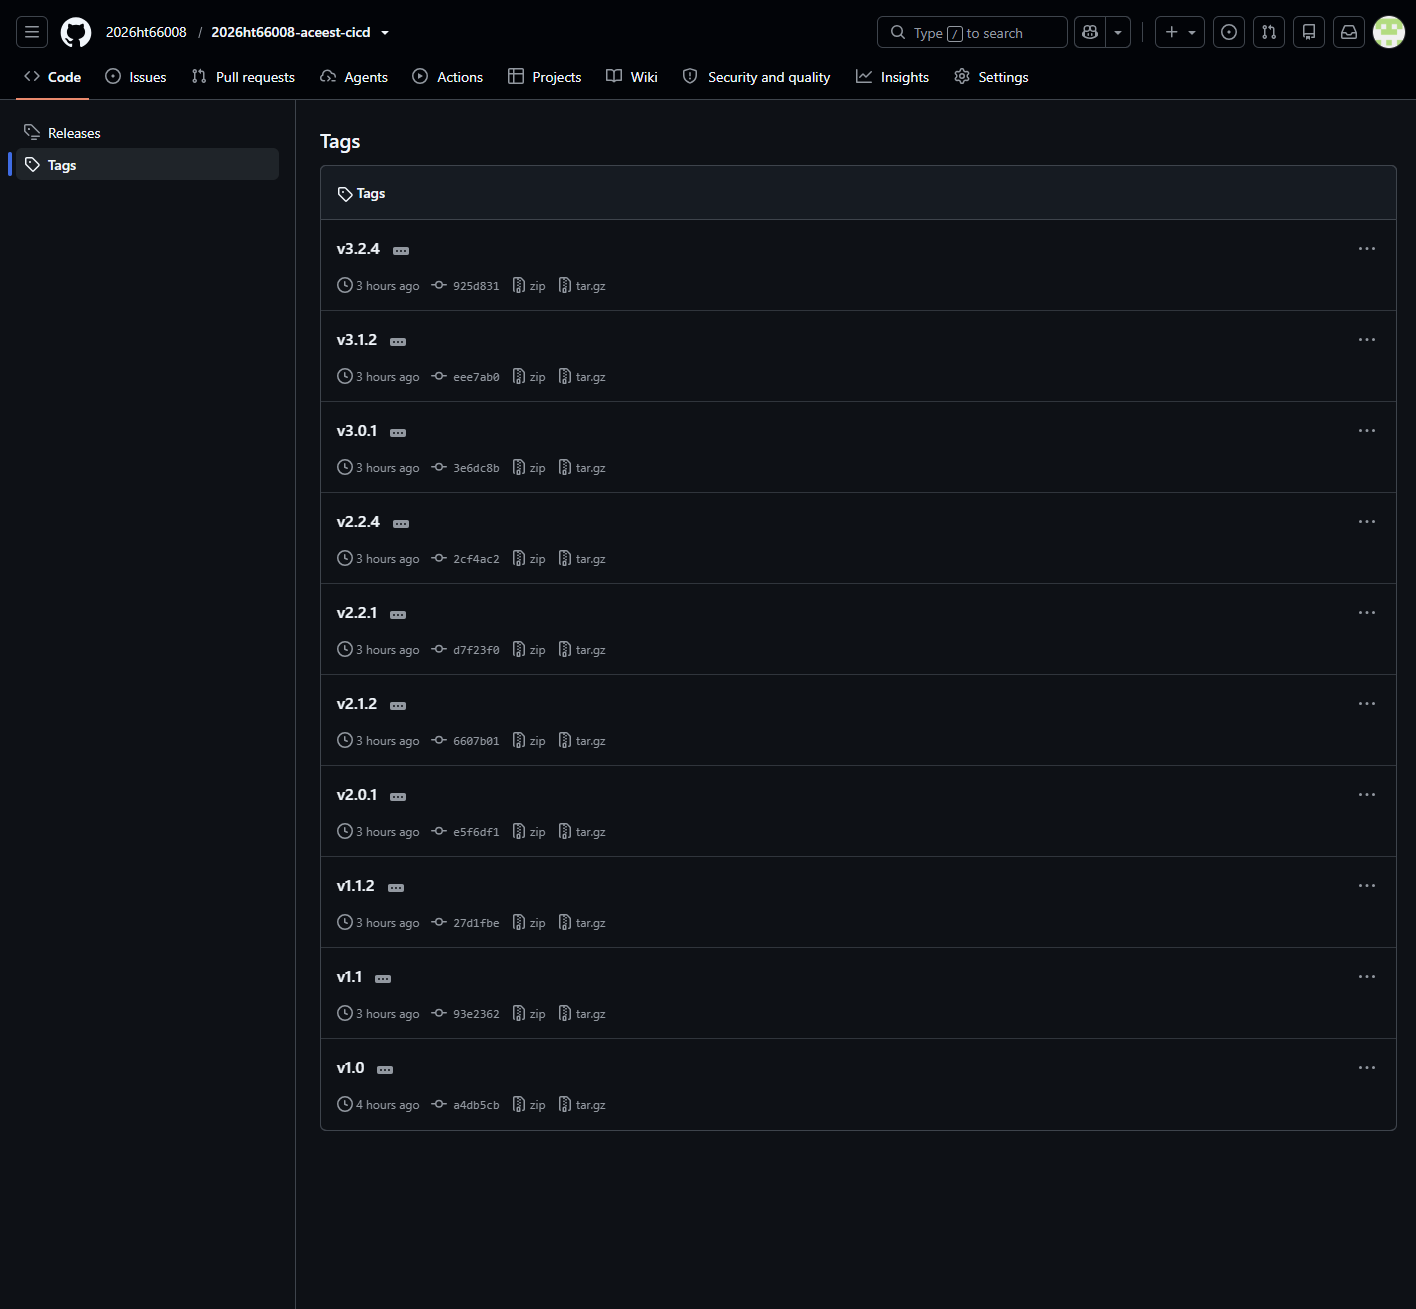 2026ht66008 / 2026ht66008-aceest-cicd
Type / to search
Code Issues Pull requests Agents Actions Projects Wiki Security and quality Insights Settings
Releases
Tags
Tags
Tags
v3.2.4
3 hours ago 925d831 zip tar.gz
v3.1.2
3 hours ago eee7ab0 zip tar.gz
v3.0.1
3 hours ago 3e6dc8b zip tar.gz
v2.2.4
3 hours ago 2cf4ac2 zip tar.gz
v2.2.1
3 hours ago d7f23f0 zip tar.gz
v2.1.2
3 hours ago 6607b01 zip tar.gz
v2.0.1
3 hours ago e5f6df1 zip tar.gz
v1.1.2
3 hours ago 27d1fbe zip tar.gz
v1.1
3 hours ago 93e2362 zip tar.gz
v1.0
4 hours ago a4db5cb zip tar.gz